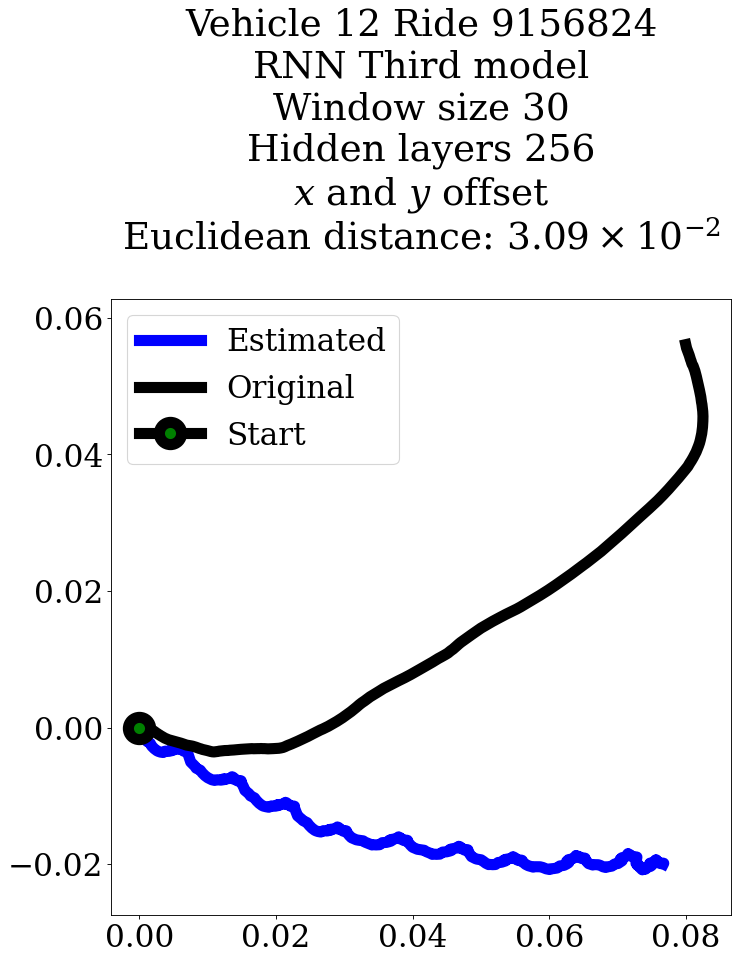 Vehicle 12 Ride 9156824
RNN Third model
Window size 30
Hidden layers 256
x and y offset
Euclidean distance: 3.09 × 10⁻²
Estimated
Original
Start
0.06
0.04
0.02
0.00
−0.02
0.00 0.02 0.04 0.06 0.08